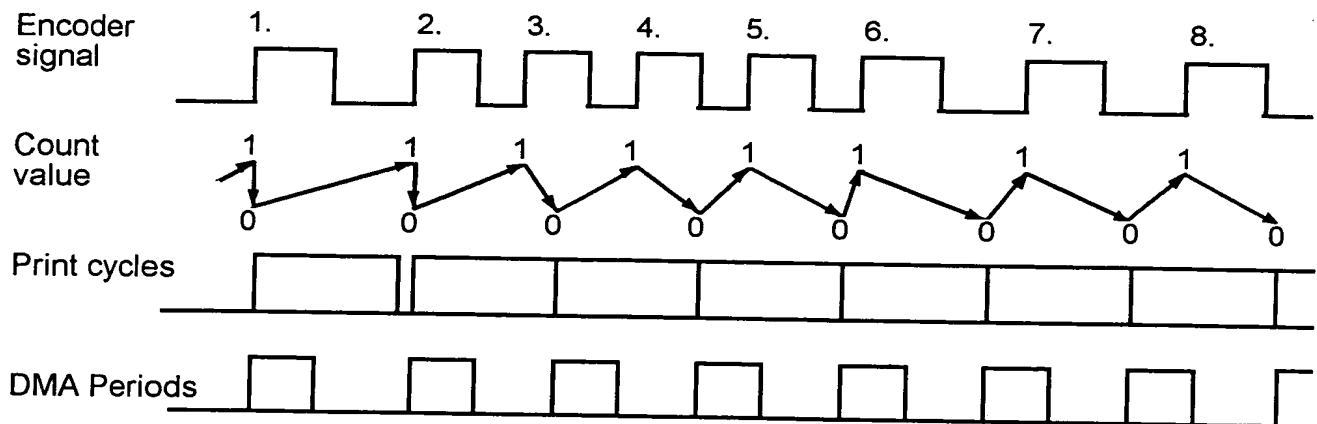 Encoder signal 1. 2. 3. 4. 5. 6. 7. 8.
Count value 1 1 1 1 1 1 1 1
0 0 0 0 0 0 0 0
Print cycles
DMA Periods